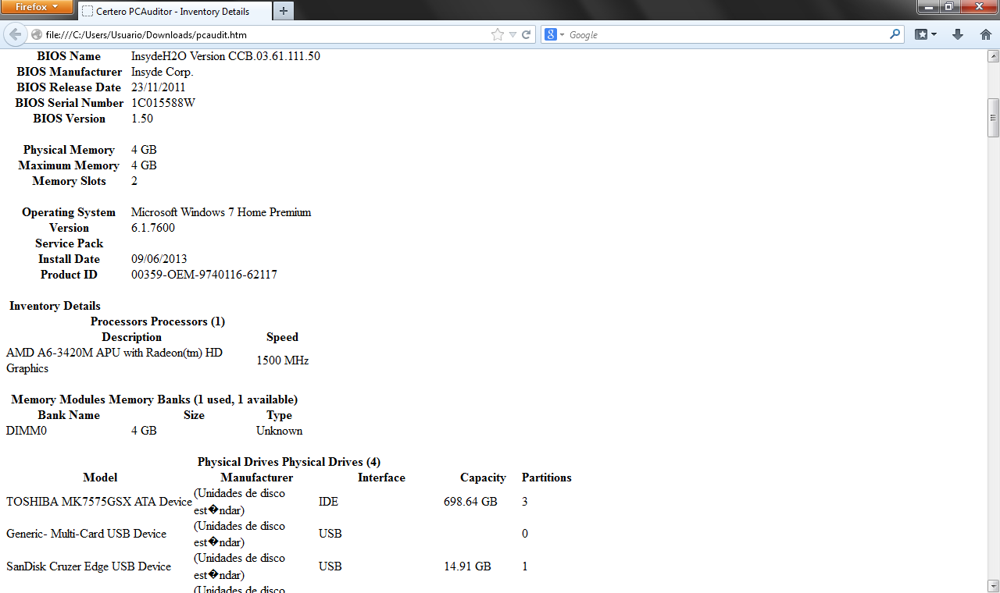 Firefox
Certero PCAuditor - Inventory Details
file:///C:/Users/Usuario/Downloads/pcaudit.htm
Google
BIOS Name InsydeH2O Version CCB.03.61.111.50
BIOS Manufacturer Insyde Corp.
BIOS Release Date 23/11/2011
BIOS Serial Number 1C015588W
BIOS Version 1.50
Physical Memory 4 GB
Maximum Memory 4 GB
Memory Slots 2
Operating System Microsoft Windows 7 Home Premium
Version 6.1.7600
Service Pack
Install Date 09/06/2013
Product ID 00359-OEM-9740116-62117
Inventory Details
Processors Processors (1)
Description Speed
AMD A6-3420M APU with Radeon(tm) HD
Graphics 1500 MHz
Memory Modules Memory Banks (1 used, 1 available)
Bank Name Size Type
DIMM0 4 GB Unknown
Physical Drives Physical Drives (4)
Model Manufacturer Interface Capacity Partitions
TOSHIBA MK7575GSX ATA Device (Unidades de disco est�ndar) IDE 698.64 GB 3
Generic- Multi-Card USB Device (Unidades de disco est�ndar) USB 0
SanDisk Cruzer Edge USB Device (Unidades de disco est�ndar) USB 14.91 GB 1
(Unidades de disco